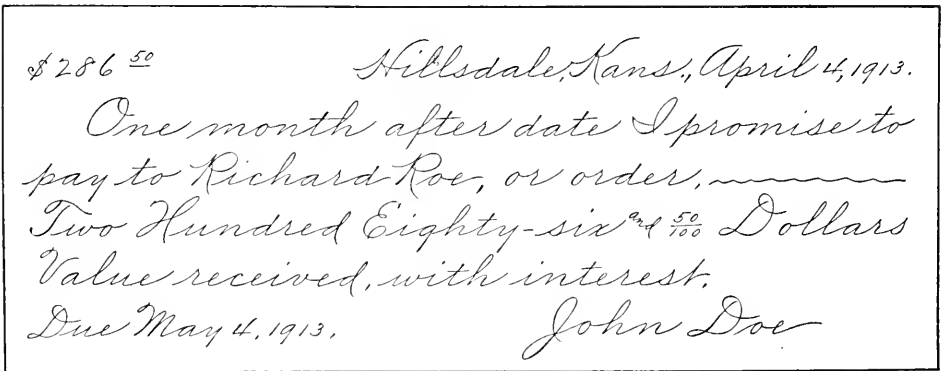 $286 50 Hillsdale, Kans., April 4, 1913.
One month after date I promise to
pay to Richard Roe, or order,
Two Hundred Eighty-six and 50/100 Dollars
Value received, with interest.
Due May 4, 1913. John Doe